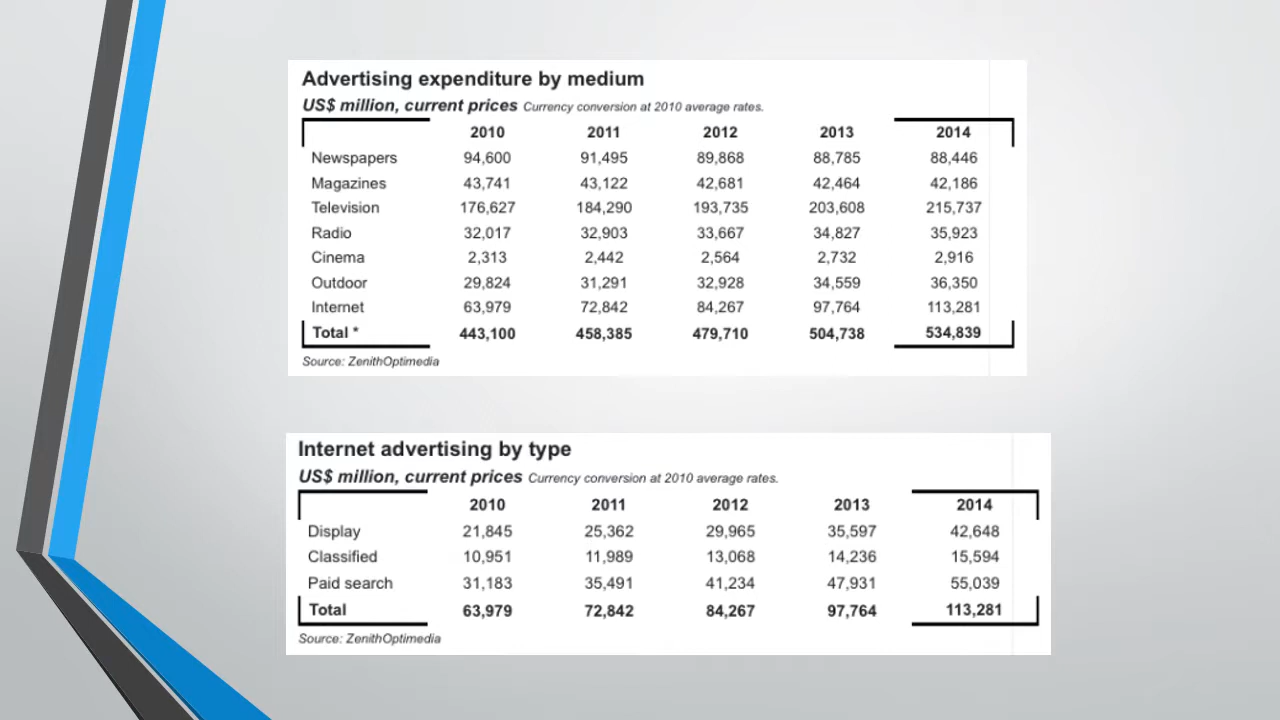 Advertising expenditure by medium
US$ million, current prices Currency conversion at 2010 average rates.
2010 2011 2012 2013 2014
Newspapers 94,600 91,495 89,868 88,785 88,446
Magazines 43,741 43,122 42,681 42,464 42,186
Television 176,627 184,290 193,735 203,608 215,737
Radio 32,017 32,903 33,667 34,827 35,923
Cinema 2,313 2,442 2,564 2,732 2,916
Outdoor 29,824 31,291 32,928 34,559 36,350
Internet 63,979 72,842 84,267 97,764 113,281
Total * 443,100 458,385 479,710 504,738 534,839
Source: ZenithOptimedia
Internet advertising by type
US$ million, current prices Currency conversion at 2010 average rates.
2010 2011 2012 2013 2014
Display 21,845 25,362 29,965 35,597 42,648
Classified 10,951 11,989 13,068 14,236 15,594
Paid search 31,183 35,491 41,234 47,931 55,039
Total 63,979 72,842 84,267 97,764 113,281
Source: ZenithOptimedia